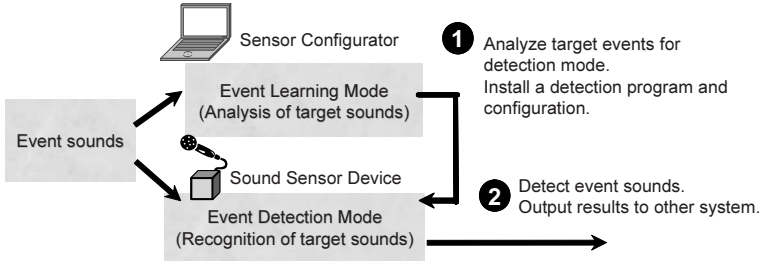 Sensor Configurator
1
Analyze target events for
detection mode.
Install a detection program and
configuration.
Event Learning Mode
(Analysis of target sounds)
Event sounds
Sound Sensor Device
2
Detect event sounds.
Output results to other system.
Event Detection Mode
(Recognition of target sounds)